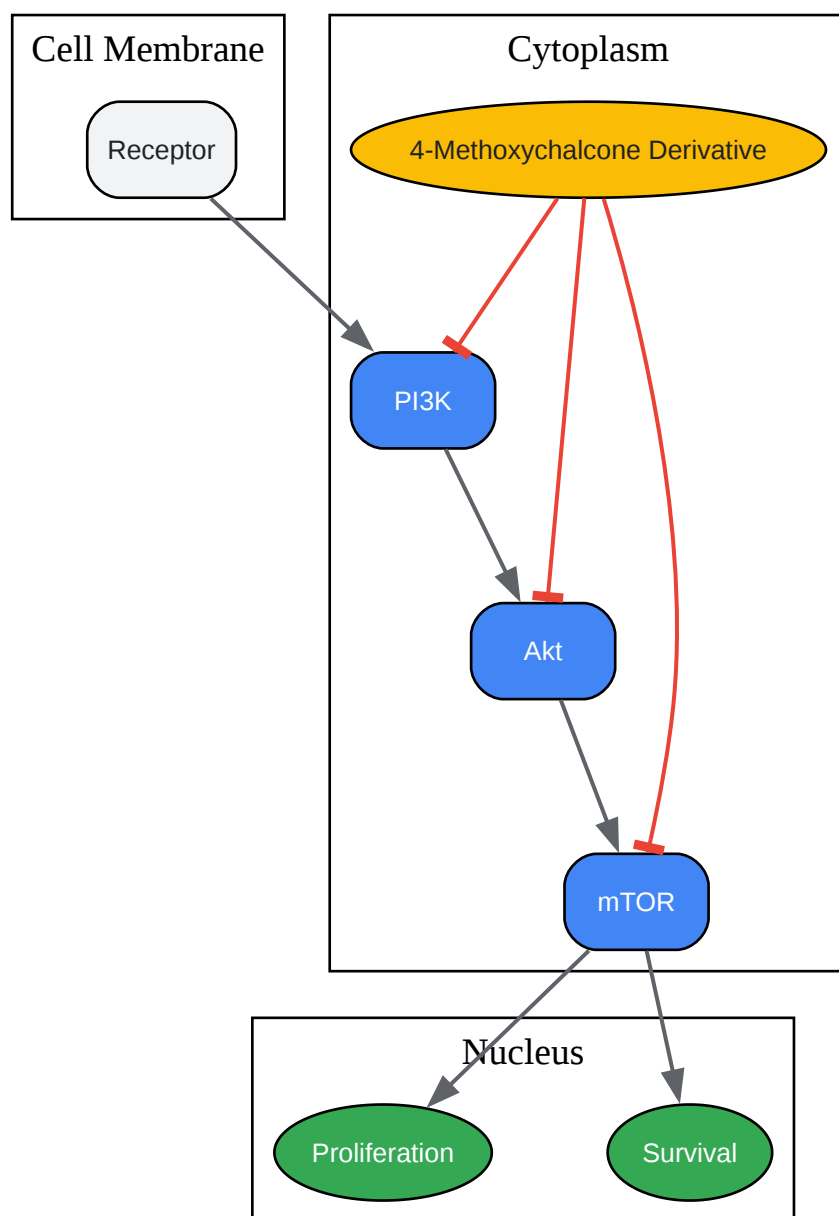 Cell Membrane
Receptor
Cytoplasm
4-Methoxychalcone Derivative
PI3K
Akt
mTOR
Nucleus
Proliferation
Survival